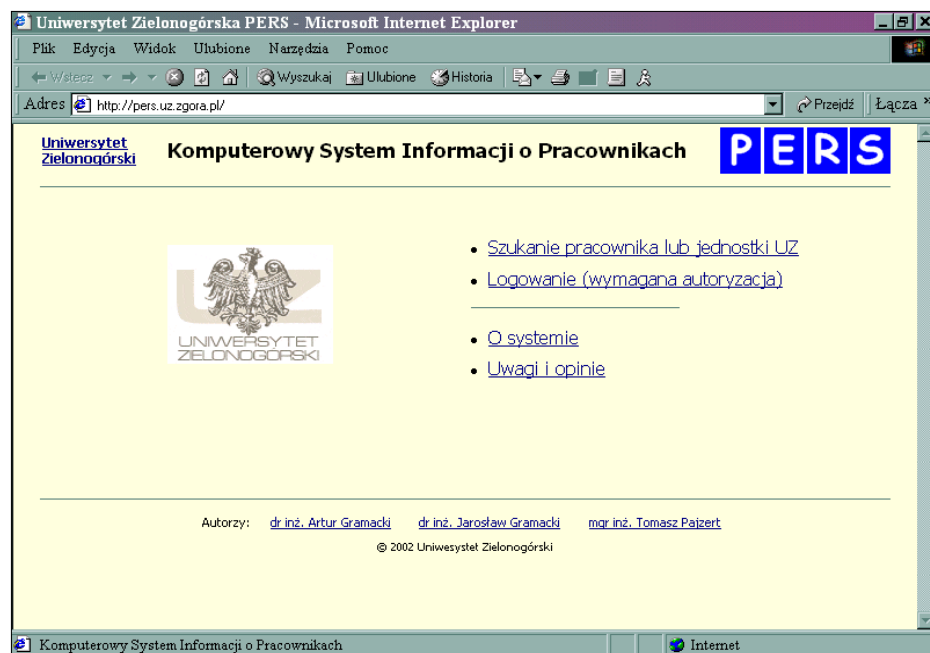 Uniwersytet Zielonogórska PERS - Microsoft Internet Explorer
Plik Edycja Widok Ulubione Narzędzia Pomoc
Wstecz Wyszukaj Ulubione Historia
Adres http://pers.uz.zgora.pl/ Przejdź Łącza »
Uniwersytet
Zielonogórski
Komputerowy System Informacji o Pracownikach
PERS
Szukanie pracownika lub jednostki UZ
Logowanie (wymagana autoryzacja)
UZ
UNIWERSYTET
ZIELONOGÓRSKI
O systemie
Uwagi i opinie
Autorzy: dr inż. Artur Gramacki dr inż. Jarosław Gramacki mgr inż. Tomasz Pajzert
© 2002 Uniwesystet Zielonogórski
Komputerowy System Informacji o Pracownikach Internet